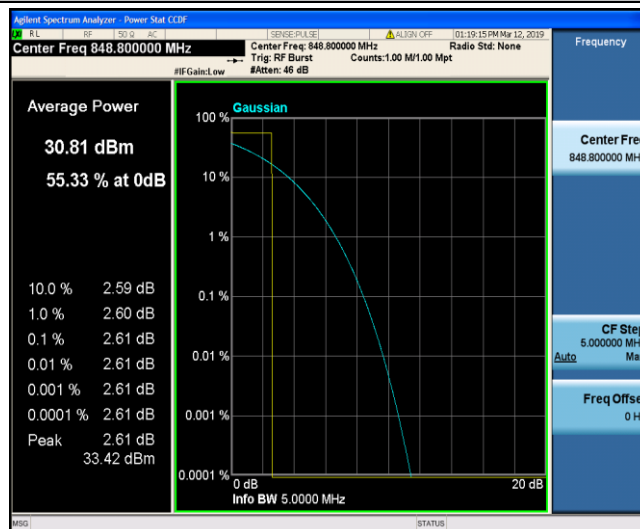 Agilent Spectrum Analyzer - Power Stat CCDF
RL RF 50 Ω AC SENSE:PULSE ALIGN OFF 01:19:15 PM Mar 12, 2019
Center Freq 848.800000 MHz
Center Freq: 848.800000 MHz Radio Std: None
Trig: RF Burst Counts:1.00 M/1.00 Mpt
#IFGain:Low #Atten: 46 dB
Frequency
Average Power
30.81 dBm
55.33 % at 0dB
10.0 % 2.59 dB
1.0 % 2.60 dB
0.1 % 2.61 dB
0.01 % 2.61 dB
0.001 % 2.61 dB
0.0001 % 2.61 dB
Peak 2.61 dB
33.42 dBm
Gaussian
100 %
10 %
1 %
0.1 %
0.01 %
0.001 %
0.0001 %
0 dB 20 dB
Info BW 5.0000 MHz
Center Fre
848.800000 MH
CF Step
5.000000 MH
Auto Ma
Freq Offse
0 H
MSG STATUS